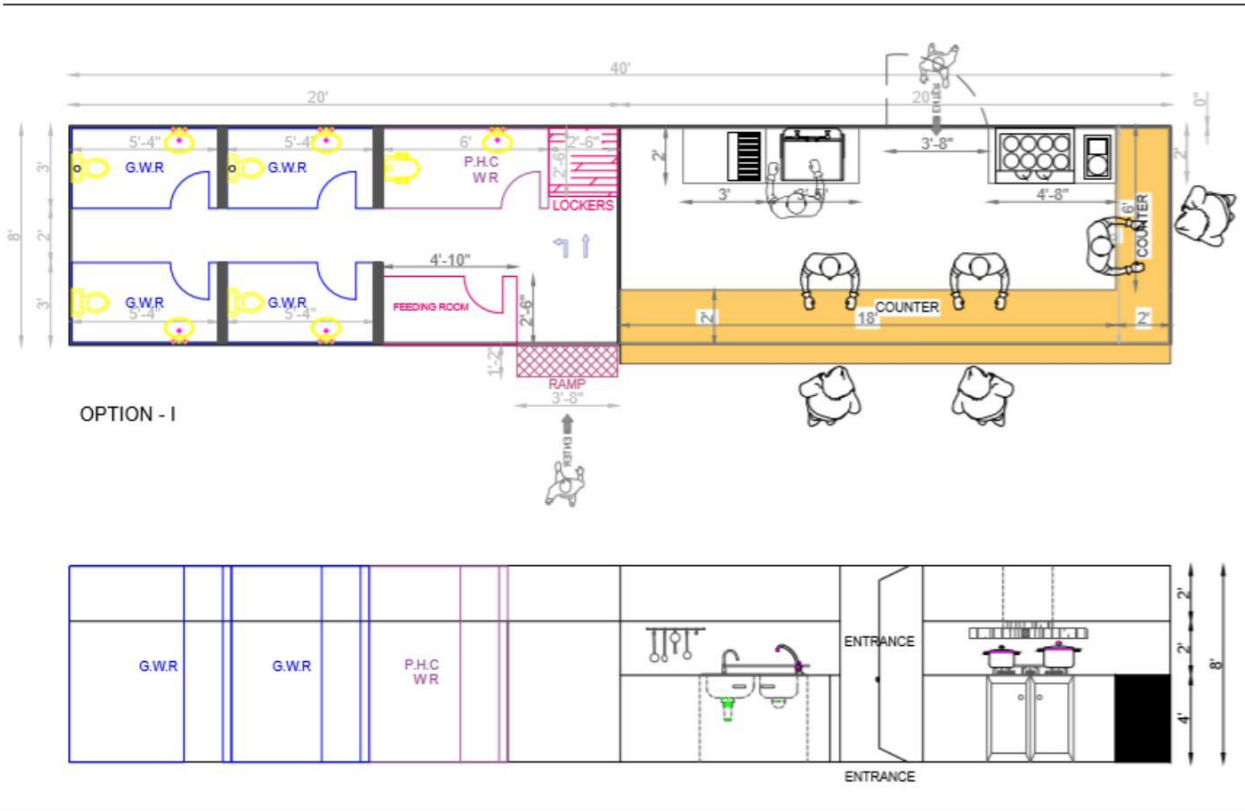 40'
20'
20'
0"
5'-4"
5'-4"
6'
2'-6"
ENTER
3'-8"
2'
8'
3'
2'
3'
G.W.R
G.W.R
P.H.C
W R
2'-6"
LOCKERS
2'
3'
4'-8"
6'
COUNTER
4'-10"
G.W.R
5'-4"
G.W.R
5'-4"
FEEDING ROOM
2'-6"
2'
COUNTER
18'
2'
1'-2"
RAMP
3'-8"
ENTER
OPTION - I
2'
2'
4'
8'
ENTRANCE
G.W.R
G.W.R
P.H.C
W R
ENTRANCE